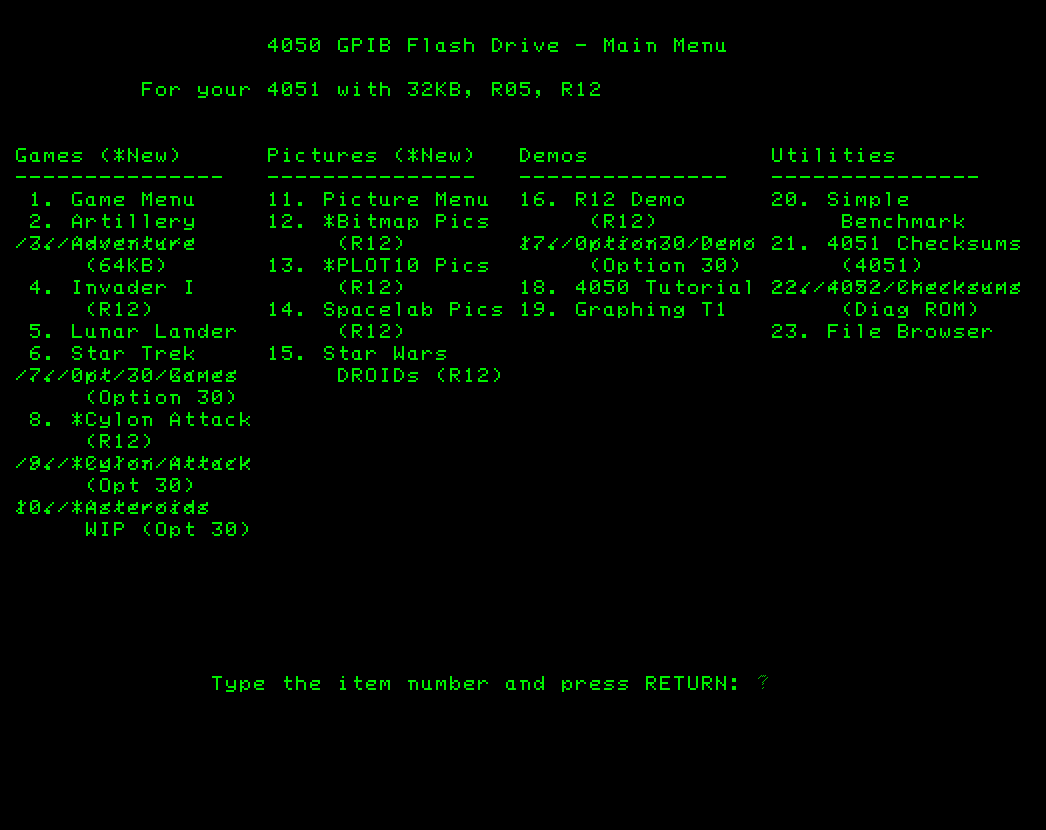 4050 GPIB Flash Drive - Main Menu
For your 4051 with 32KB, R05, R12
Games (*New)
---------------
1. Game Menu
2. Artillery
3. Adventure
(64KB)
4. Invader I
(R12)
5. Lunar Lander
6. Star Trek
7. Opt 30 Games
(Option 30)
8. *Cylon Attack
(R12)
9. *Cylon Attack
(Opt 30)
10. *Asteroids
WIP (Opt 30)
Pictures (*New)
---------------
11. Picture Menu
12. *Bitmap Pics
(R12)
13. *PLOT10 Pics
(R12)
14. Spacelab Pics
(R12)
15. Star Wars
DROIDs (R12)
Demos
---------------
16. R12 Demo
(R12)
17. Option30 Demo
(Option 30)
18. 4050 Tutorial
19. Graphing T1
Utilities
---------------
20. Simple
Benchmark
21. 4051 Checksums
(4051)
22. 4052 Checksums
(Diag ROM)
23. File Browser
Type the item number and press RETURN: ?